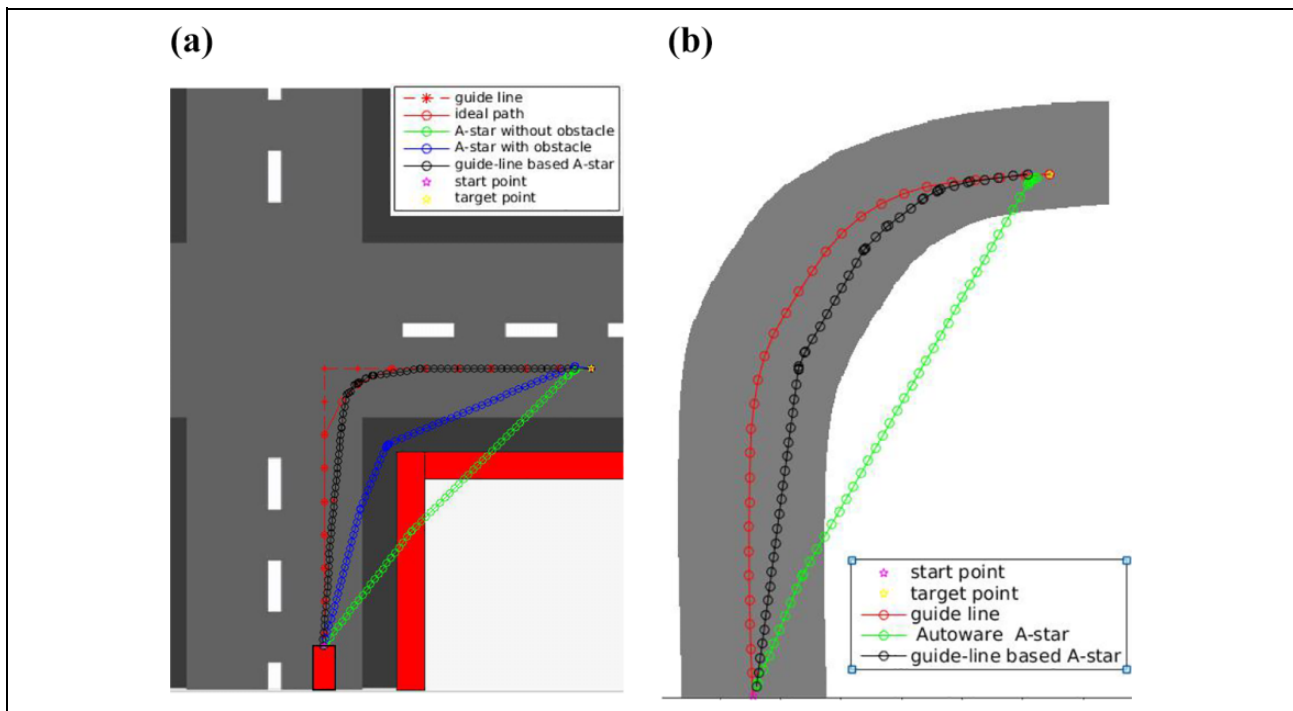 (a)
guide line
ideal path
A-star without obstacle
A-star with obstacle
guide-line based A-star
start point
target point
(b)
start point
target point
guide line
Autoware A-star
guide-line based A-star